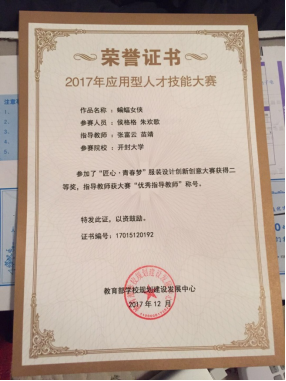 荣誉证书
2017年应用型人才技能大赛
作品名称：蝙蝠女侠
参赛人员：侯格格 朱欢歌
指导教师：张富云 苗靖
参赛院校：开封大学
参加了“匠心·青春梦”服装设计创新创意大赛获得二
等奖，指导教师获大赛“优秀指导教师”称号。
特发此证，以资鼓励。
证书编号：17015120192
教育部学校规划建设发展中心
2017年12月